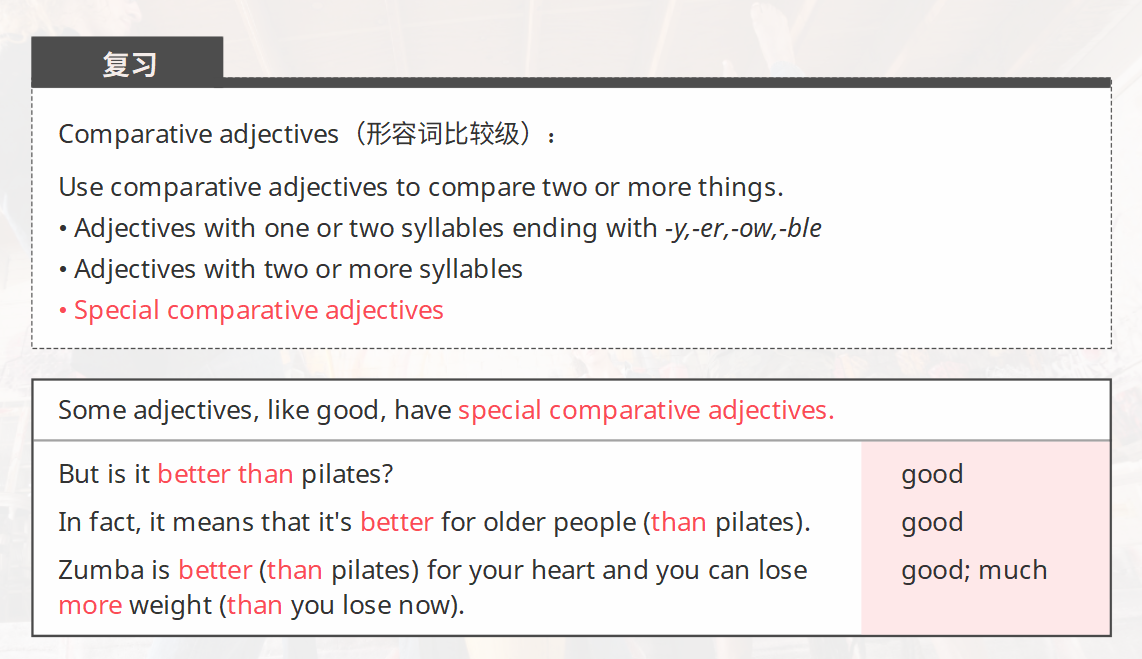 复习
Comparative adjectives（形容词比较级）：
Use comparative adjectives to compare two or more things.
• Adjectives with one or two syllables ending with -y,-er,-ow,-ble
• Adjectives with two or more syllables
• Special comparative adjectives
Some adjectives, like good, have special comparative adjectives.
But is it better than pilates? good
In fact, it means that it's better for older people (than pilates). good
Zumba is better (than pilates) for your heart and you can lose good; much
more weight (than you lose now).